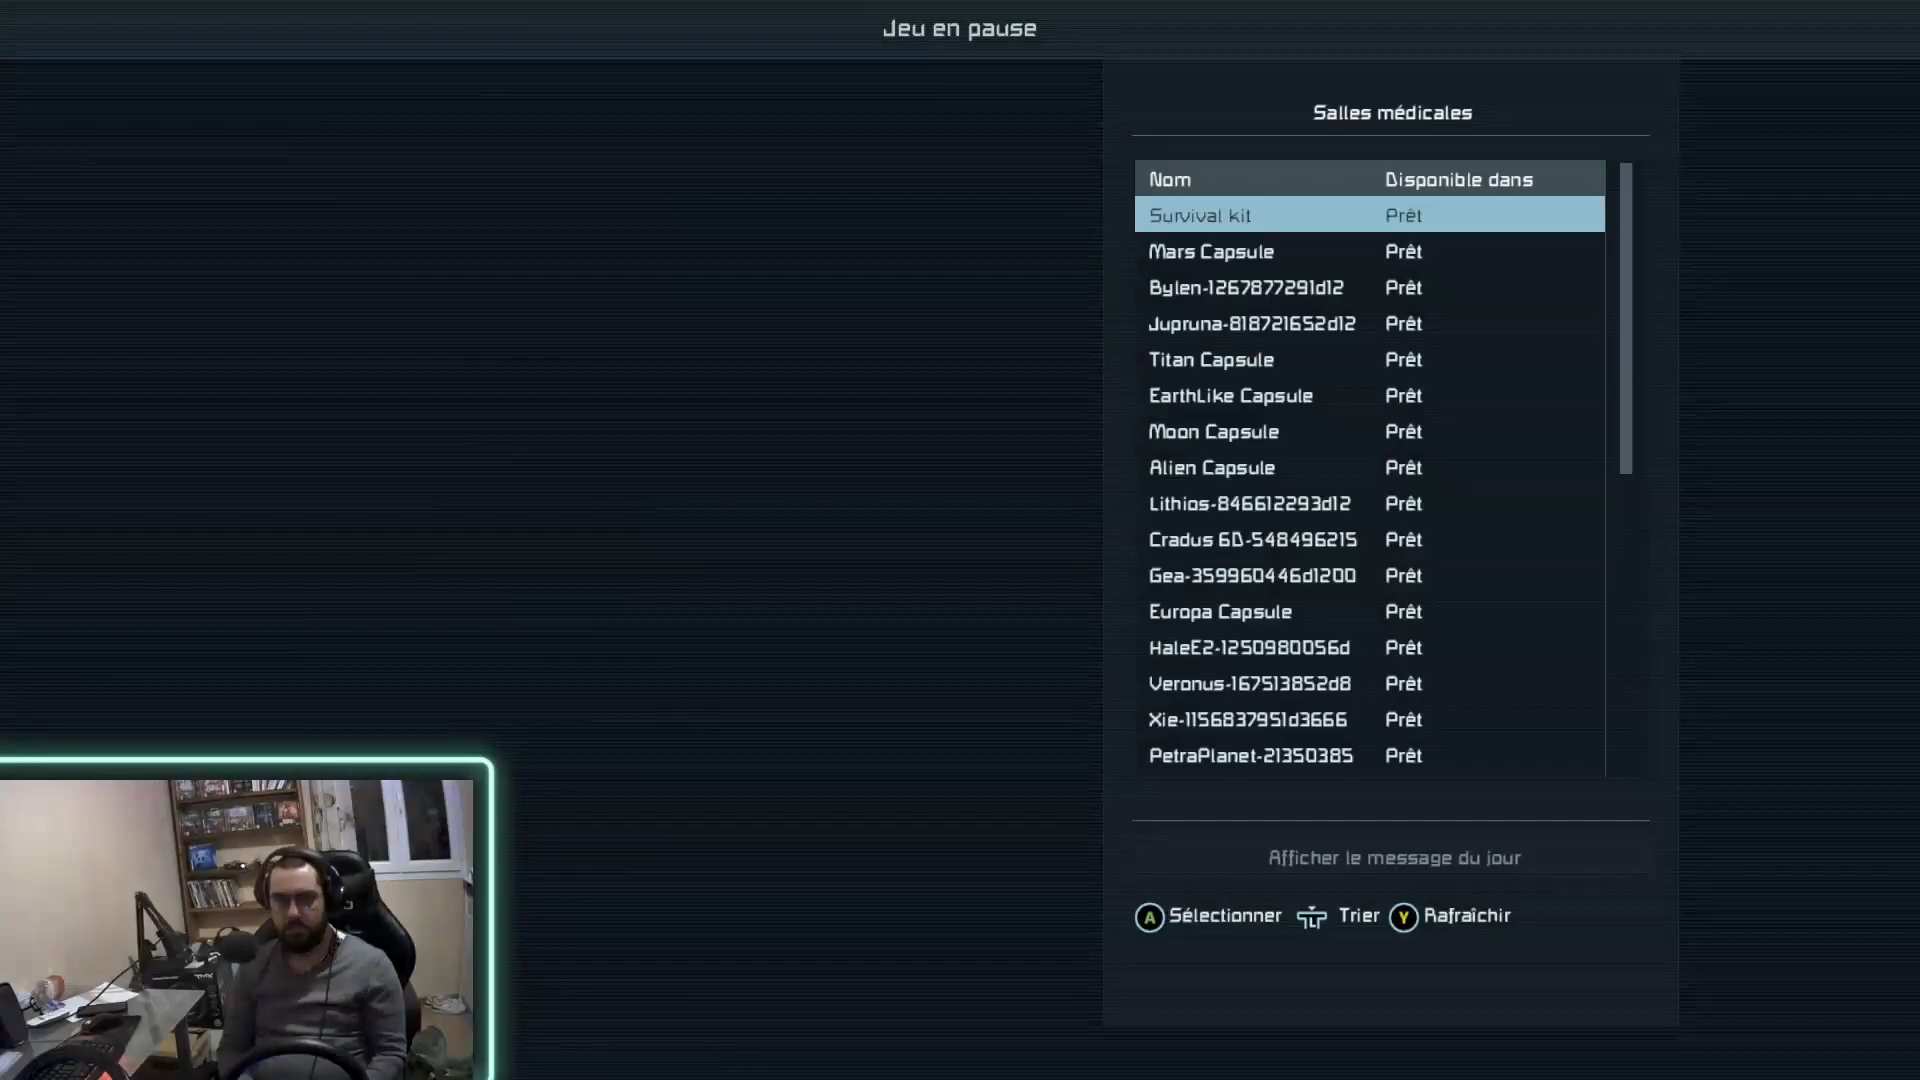 Jeu en pause
Salles médicales
Nom Disponible dans
Survival kit Prêt
Mars Capsule Prêt
Bylen-1267877291d12 Prêt
Jupruna-818721652d12 Prêt
Titan Capsule Prêt
EarthLike Capsule Prêt
Moon Capsule Prêt
Alien Capsule Prêt
Lithios-846612293d12 Prêt
Cradus 6D-548496215 Prêt
Gea-359960446d1200 Prêt
Europa Capsule Prêt
HaleE2-1250980056d Prêt
Veronus-167513852d8 Prêt
Xie-1156837951d3666 Prêt
PetraPlanet-21350385 Prêt
Afficher le message du jour
A Sélectionner Trier Y Rafraîchir